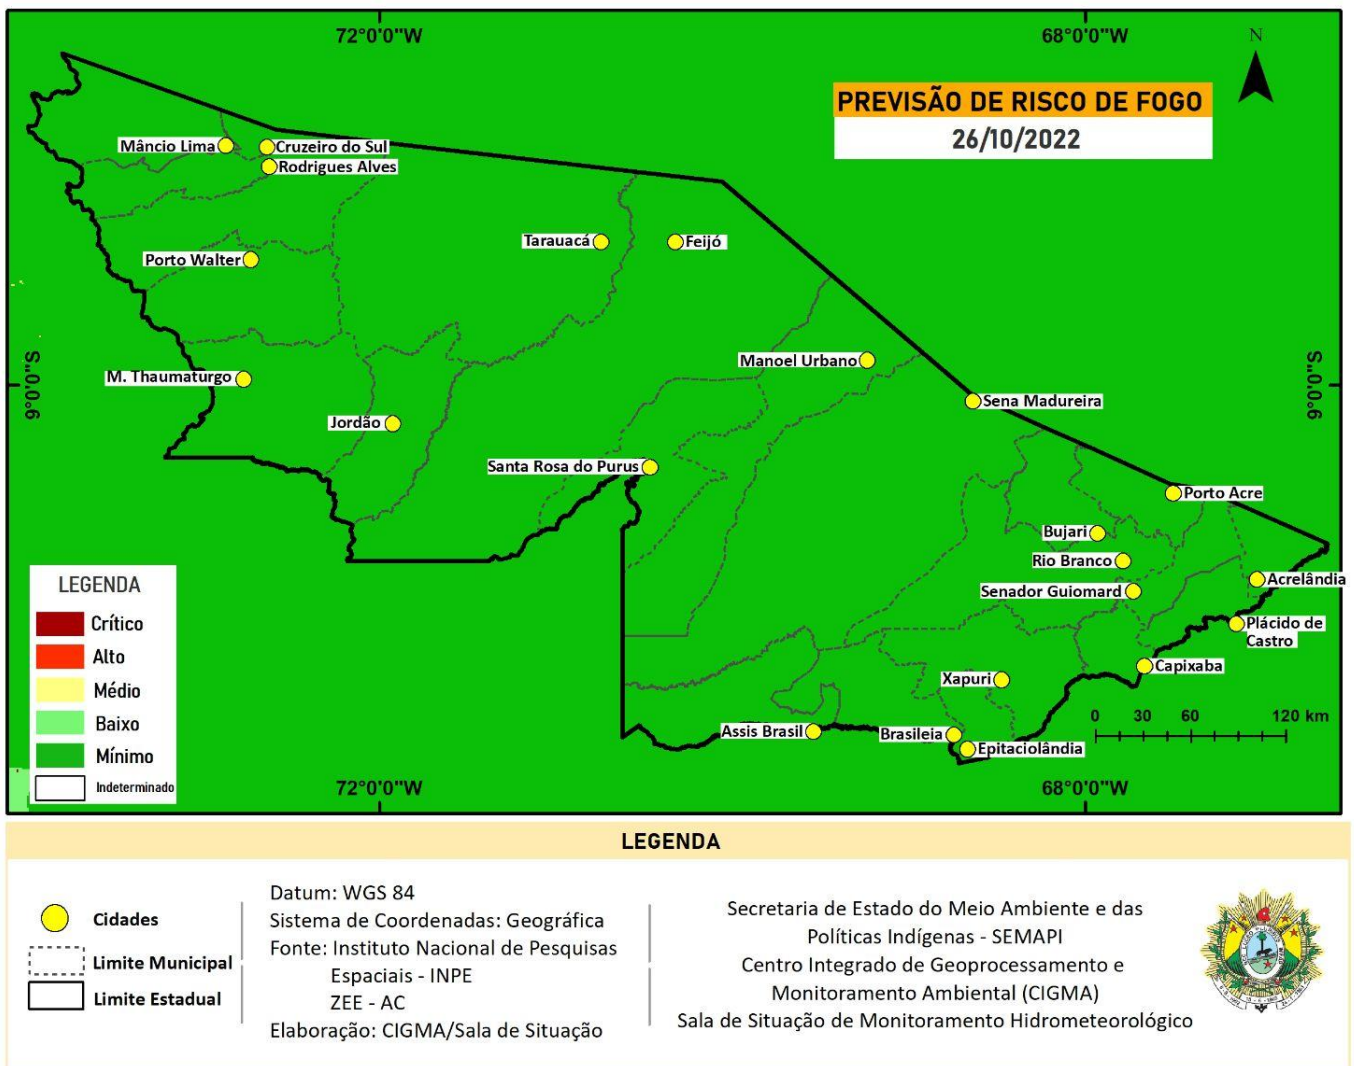 72°0'0"W
68°0'0"W
N
PREVISÃO DE RISCO DE FOGO
26/10/2022
Mâncio Lima
Cruzeiro do Sul
Rodrigues Alves
Tarauacá
Feijó
Porto Walter
Manoel Urbano
9°0'0"S
9°0'0"S
M. Thaumaturgo
Sena Madureira
Jordão
Santa Rosa do Purus
Porto Acre
Bujari
Rio Branco
Senador Guiomard
Acrelândia
Plácido de
Castro
Capixaba
Xapuri
Assis Brasil
Brasileia
Epitaciolândia
0 30 60 120 km
LEGENDA
Crítico
Alto
Médio
Baixo
Mínimo
Indeterminado
72°0'0"W
68°0'0"W
LEGENDA
Cidades
Limite Municipal
Limite Estadual
Datum: WGS 84
Sistema de Coordenadas: Geográfica
Fonte: Instituto Nacional de Pesquisas
Espaciais - INPE
ZEE - AC
Elaboração: CIGMA/Sala de Situação
Secretaria de Estado do Meio Ambiente e das
Políticas Indígenas - SEMAPI
Centro Integrado de Geoprocessamento e
Monitoramento Ambiental (CIGMA)
Sala de Situação de Monitoramento Hidrometeorológico